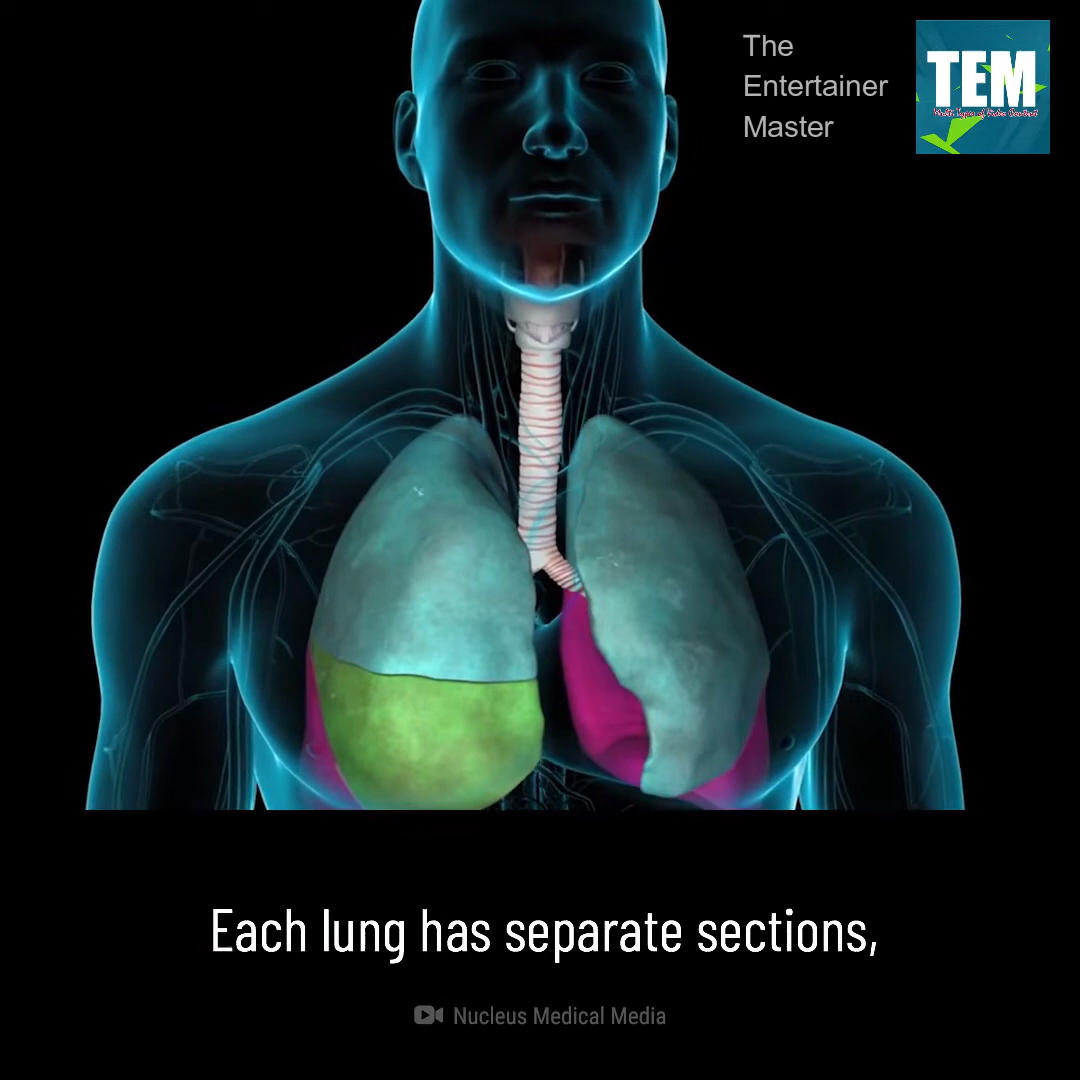 The
Entertainer
Master
TEM
Each lung has separate sections,
Nucleus Medical Media